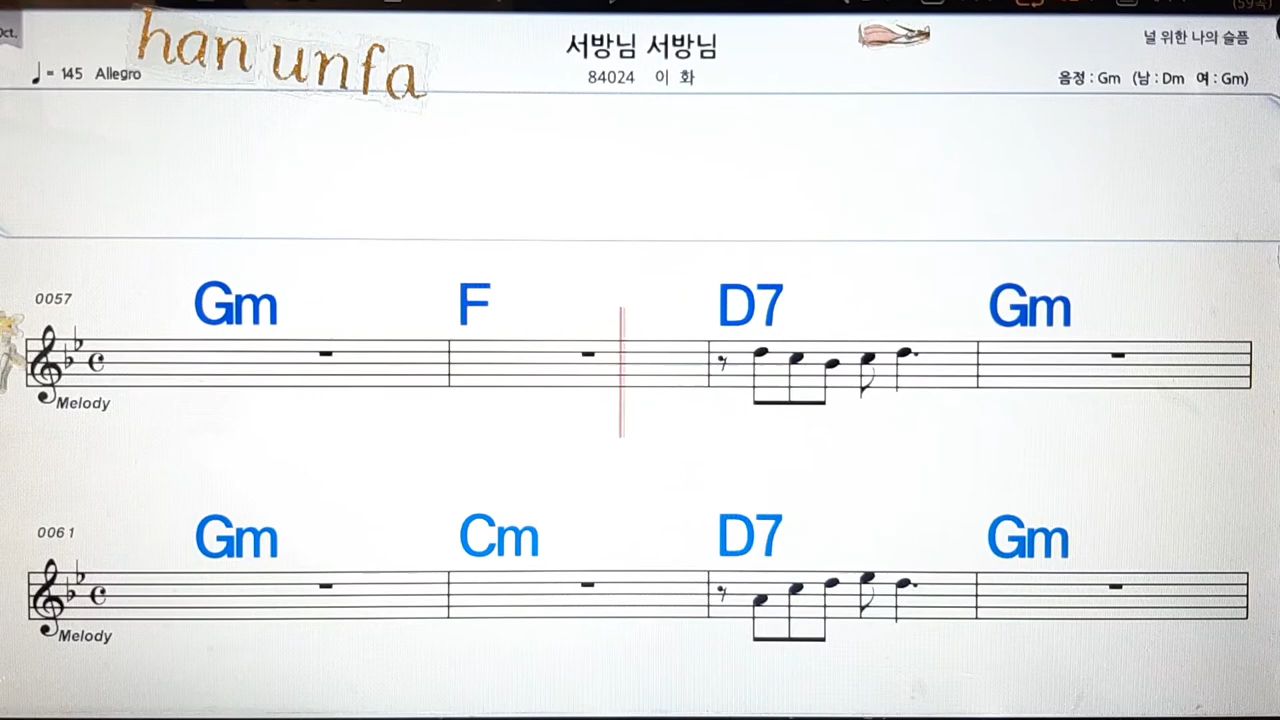 Oct.
han unfa
서방님 서방님
널 위한 나의 슬픔
♩= 145 Allegro
84024 이 화
음정 : Gm (남 : Dm 여 : Gm)
0057
Gm F D7 Gm
Melody
0061
Gm Cm D7 Gm
Melody